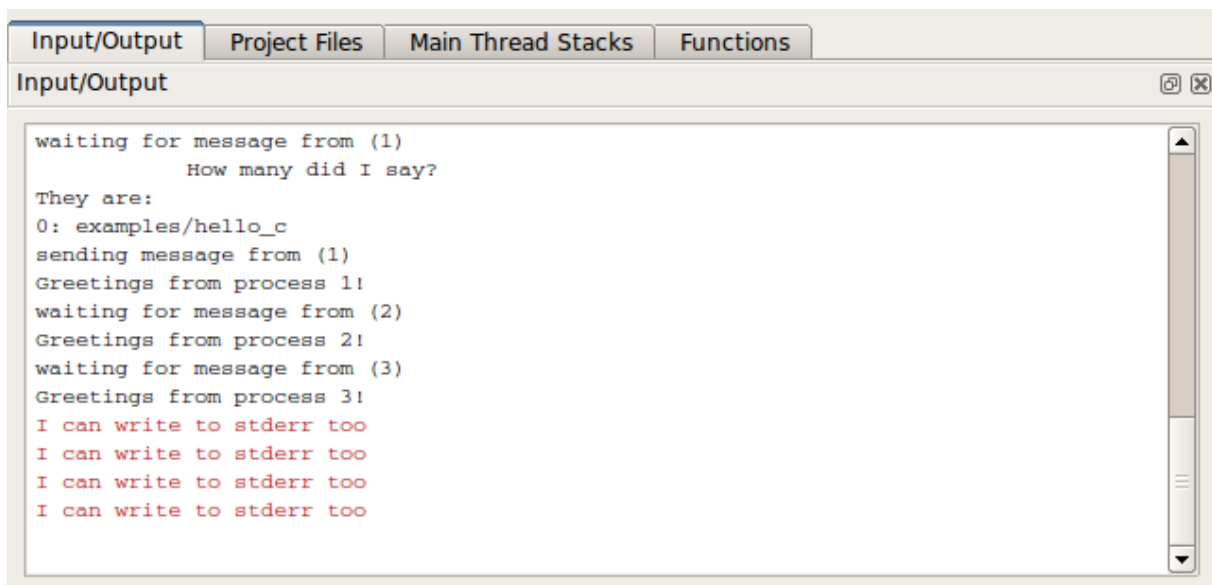 Input/Output Project Files Main Thread Stacks Functions
Input/Output
waiting for message from (1)
How many did I say?
They are:
0: examples/hello_c
sending message from (1)
Greetings from process 1!
waiting for message from (2)
Greetings from process 2!
waiting for message from (3)
Greetings from process 3!
I can write to stderr too
I can write to stderr too
I can write to stderr too
I can write to stderr too